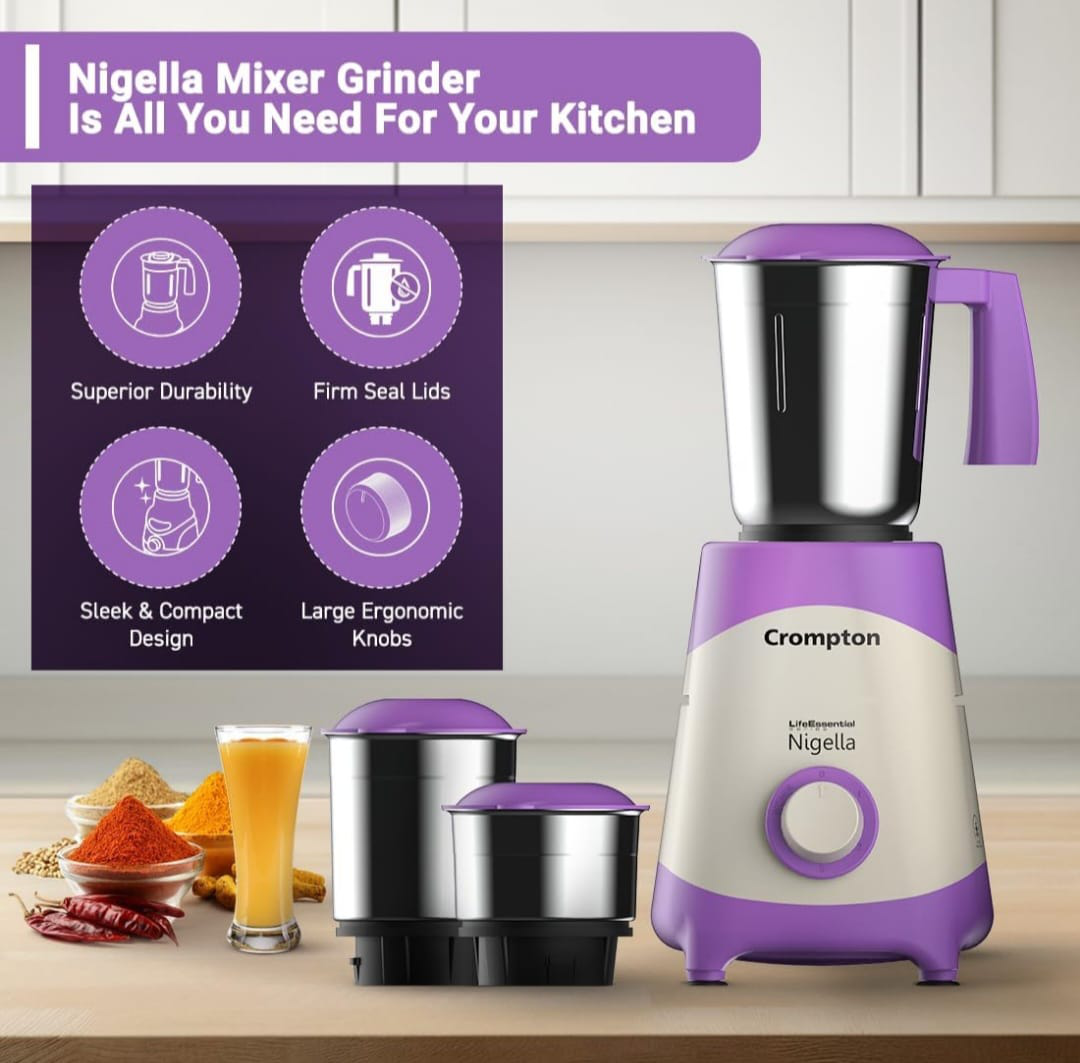 Nigella Mixer Grinder
Is All You Need For Your Kitchen
Superior Durability
Firm Seal Lids
Sleek & Compact
Design
Large Ergonomic
Knobs
Crompton
LifeEssential
Nigella